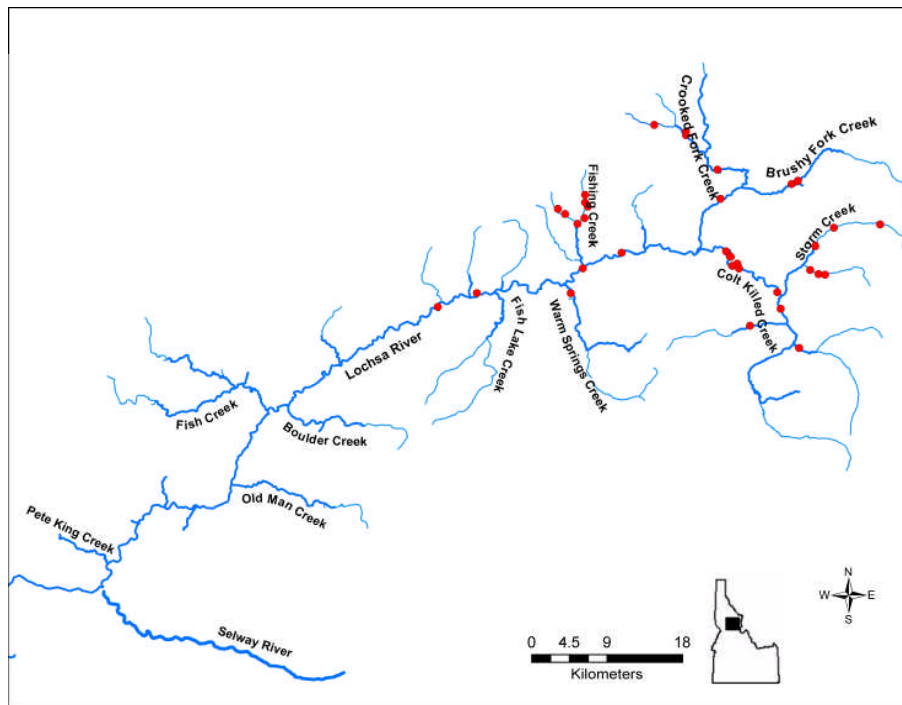 Crooked Fork Creek
Brushy Fork Creek
Fishing Creek
Storm Creek
Colt Killed Creek
Warm Springs Creek
Fish Lake Creek
Lochsa River
Fish Creek
Boulder Creek
Old Man Creek
Pete King Creek
Selway River
N
W E
S
0 4.5 9 18
Kilometers